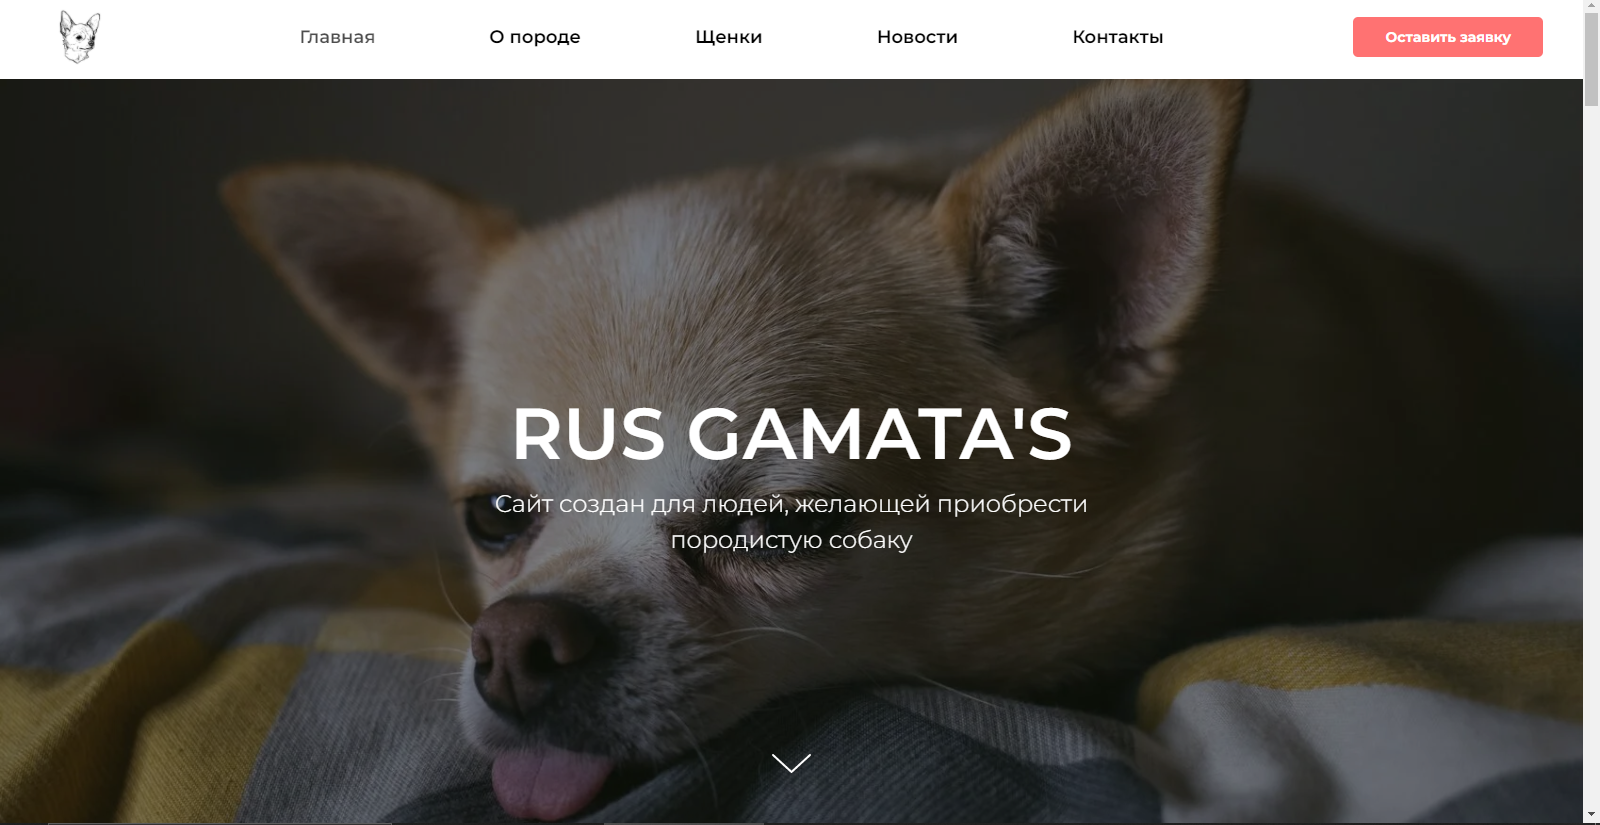 Главная О породе Щенки Новости Контакты Оставить заявку
RUS GAMATA'S
Сайт создан для людей, желающей приобрести
породистую собаку